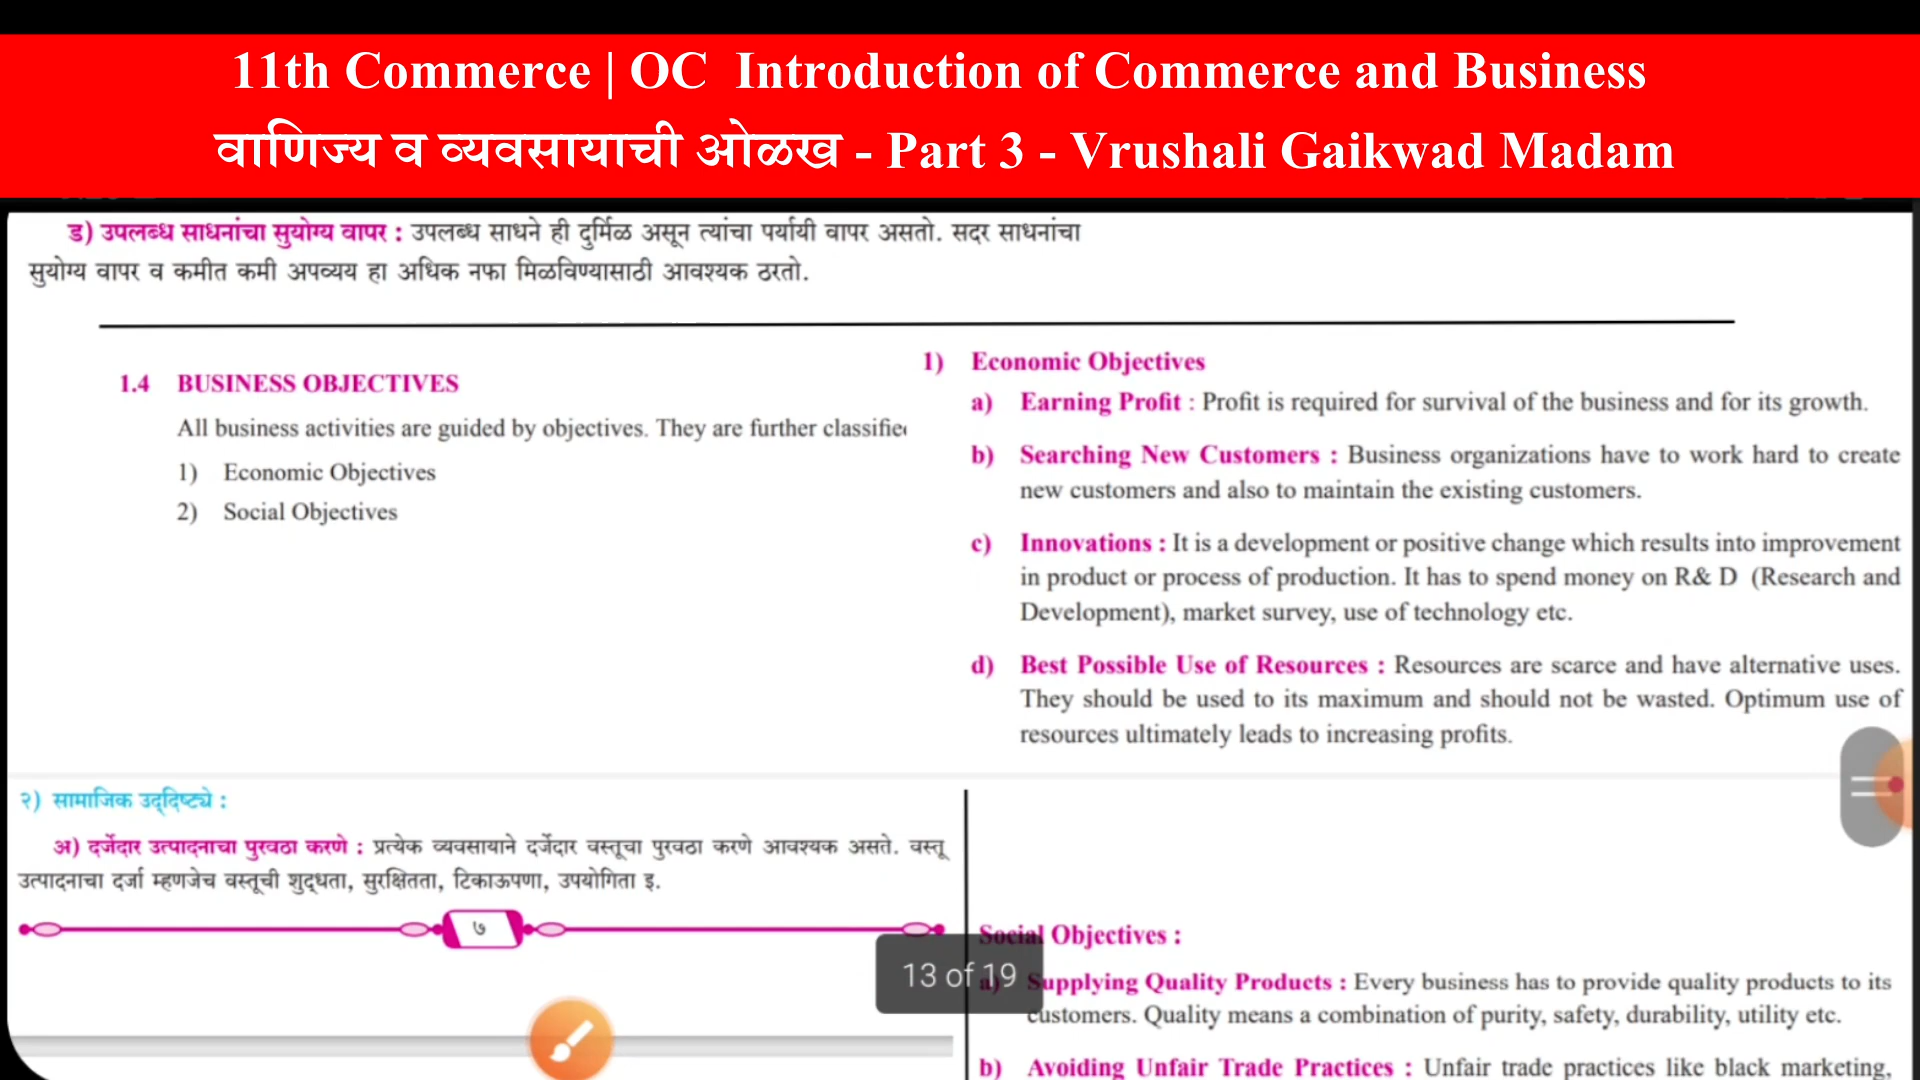 11th Commerce | OC Introduction of Commerce and Business
वाणिज्य व व्यवसायाची ओळख - Part 3 - Vrushali Gaikwad Madam
ड) उपलब्ध साधनांचा सुयोग्य वापर : उपलब्ध साधने ही दुर्मिळ असून त्यांचा पर्यायी वापर असतो. सदर साधनांचा
सुयोग्य वापर व कमीत कमी अपव्यय हा अधिक नफा मिळविण्यासाठी आवश्यक ठरतो.
1.4 BUSINESS OBJECTIVES
All business activities are guided by objectives. They are further classifie
1) Economic Objectives
2) Social Objectives
1) Economic Objectives
a) Earning Profit : Profit is required for survival of the business and for its growth.
b) Searching New Customers : Business organizations have to work hard to create
new customers and also to maintain the existing customers.
c) Innovations : It is a development or positive change which results into improvement
in product or process of production. It has to spend money on R& D (Research and
Development), market survey, use of technology etc.
d) Best Possible Use of Resources : Resources are scarce and have alternative uses.
They should be used to its maximum and should not be wasted. Optimum use of
resources ultimately leads to increasing profits.
२) सामाजिक उद्दिष्ट्ये :
अ) दर्जेदार उत्पादनाचा पुरवठा करणे : प्रत्येक व्यवसायाने दर्जेदार वस्तूचा पुरवठा करणे आवश्यक असते. वस्तू
उत्पादनाचा दर्जा म्हणजेच वस्तूची शुद्धता, सुरक्षितता, टिकाऊपणा, उपयोगिता इ.
७
13 of 19
Social Objectives :
a) Supplying Quality Products : Every business has to provide quality products to its
customers. Quality means a combination of purity, safety, durability, utility etc.
b) Avoiding Unfair Trade Practices : Unfair trade practices like black marketing,